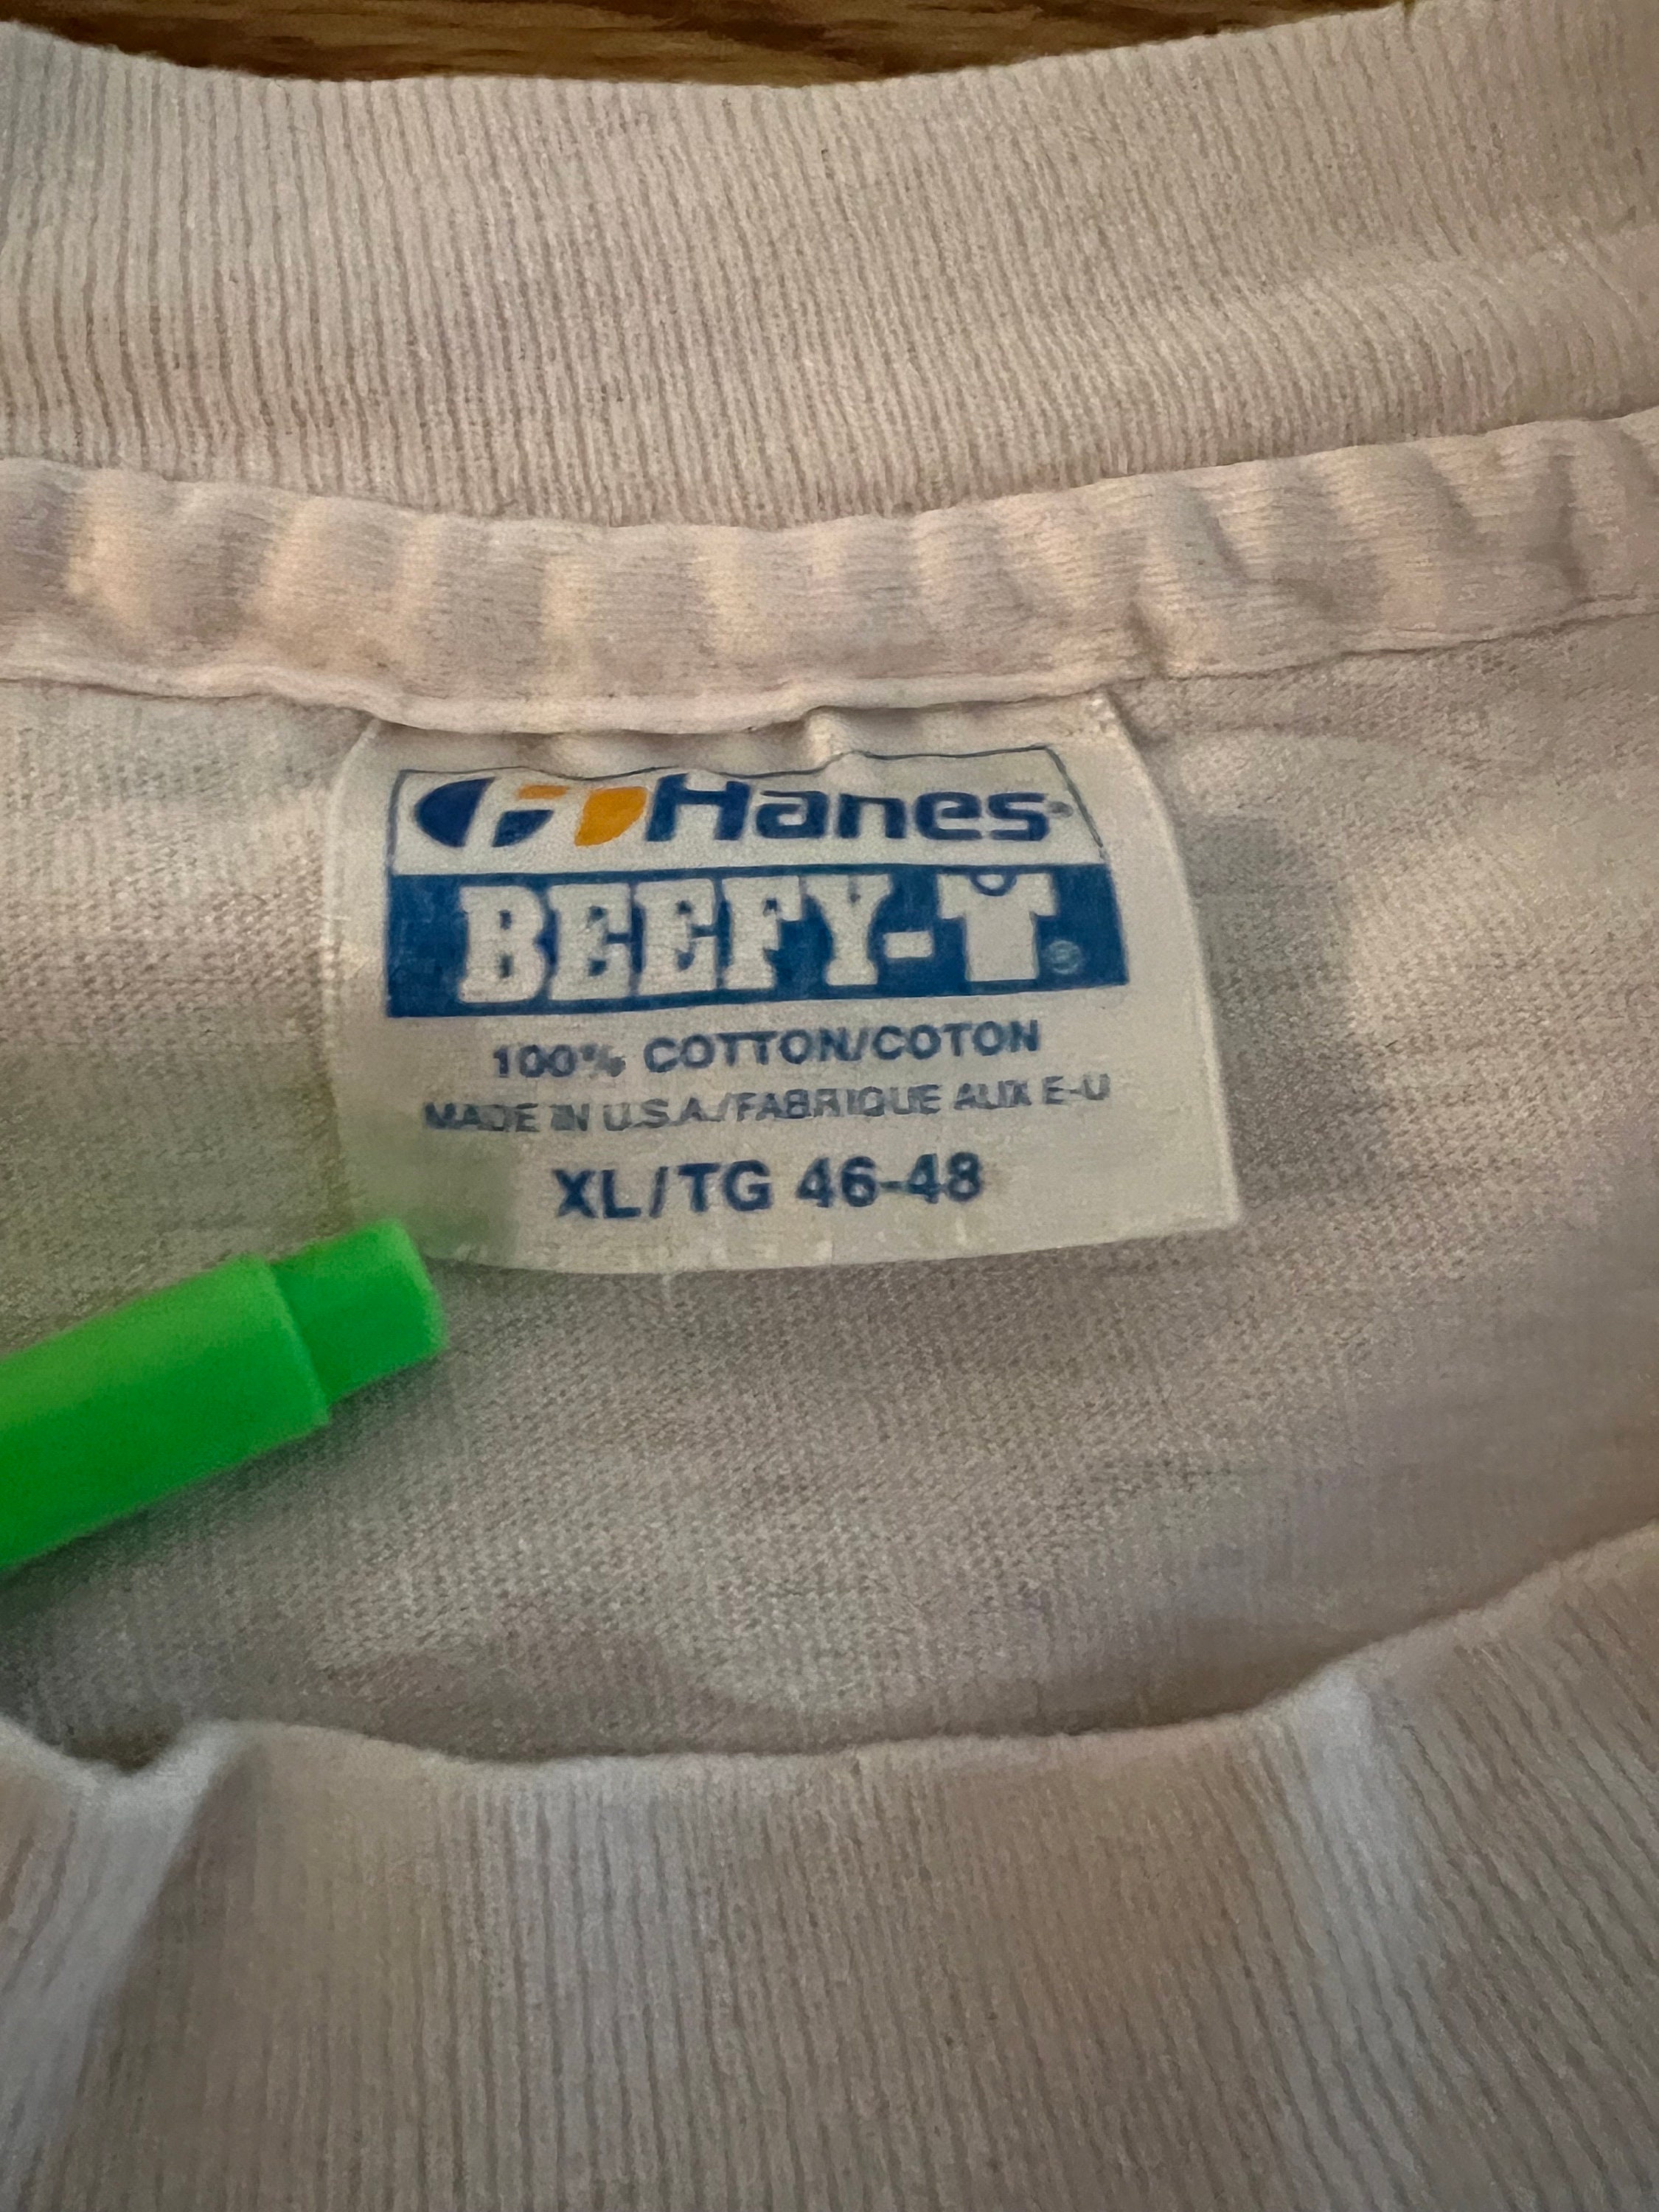 Hanes®
BEEFY-T®
100% COTTON/COTON
MADE IN U.S.A./FABRIQUE AUX E-U
XL/TG 46-48